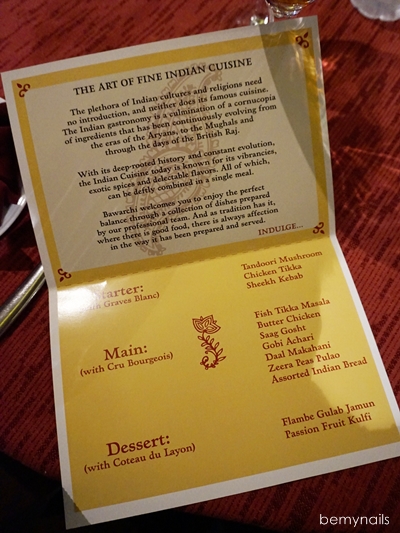 THE ART OF FINE INDIAN CUISINE
The plethora of Indian cultures and religions need
no introduction, and neither does its famous cuisine.
The Indian gastronomy is a vulmination of a cornucopia
of ingredients that has been continuously evolving from
the eras of the Aryans, to the Mughals and
through the days of the British Raj.
With its deep-rooted history and constant evolution,
the Indian Cuisine today is known for its vibrancies,
exotic spices and delectable flavors. All of which,
can be deftly combined in a single meal.
Bawarchi welcomes you to enjoy the perfect
balance through a collection of dishes prepared
by our professional team. And as tradition has it,
where there is good food, there is always affection
in the way it has been prepared and served.
INDULGE...
Starter:
Graves Blanc)
Tandoori Mushroom
Chicken Tikka
Sheekh Kebab
Main:
(with Cru Bourgeois)
Fish Tikka Masala
Butter Chicken
Saag Gosht
Gobi Achari
Daal Makahani
Zeera Peas Pulao
Assorted Indian Bread
Dessert:
(with Coteau du Layon)
Flambe Gulab Jamun
Passion Fruit Kulfi
bemynails